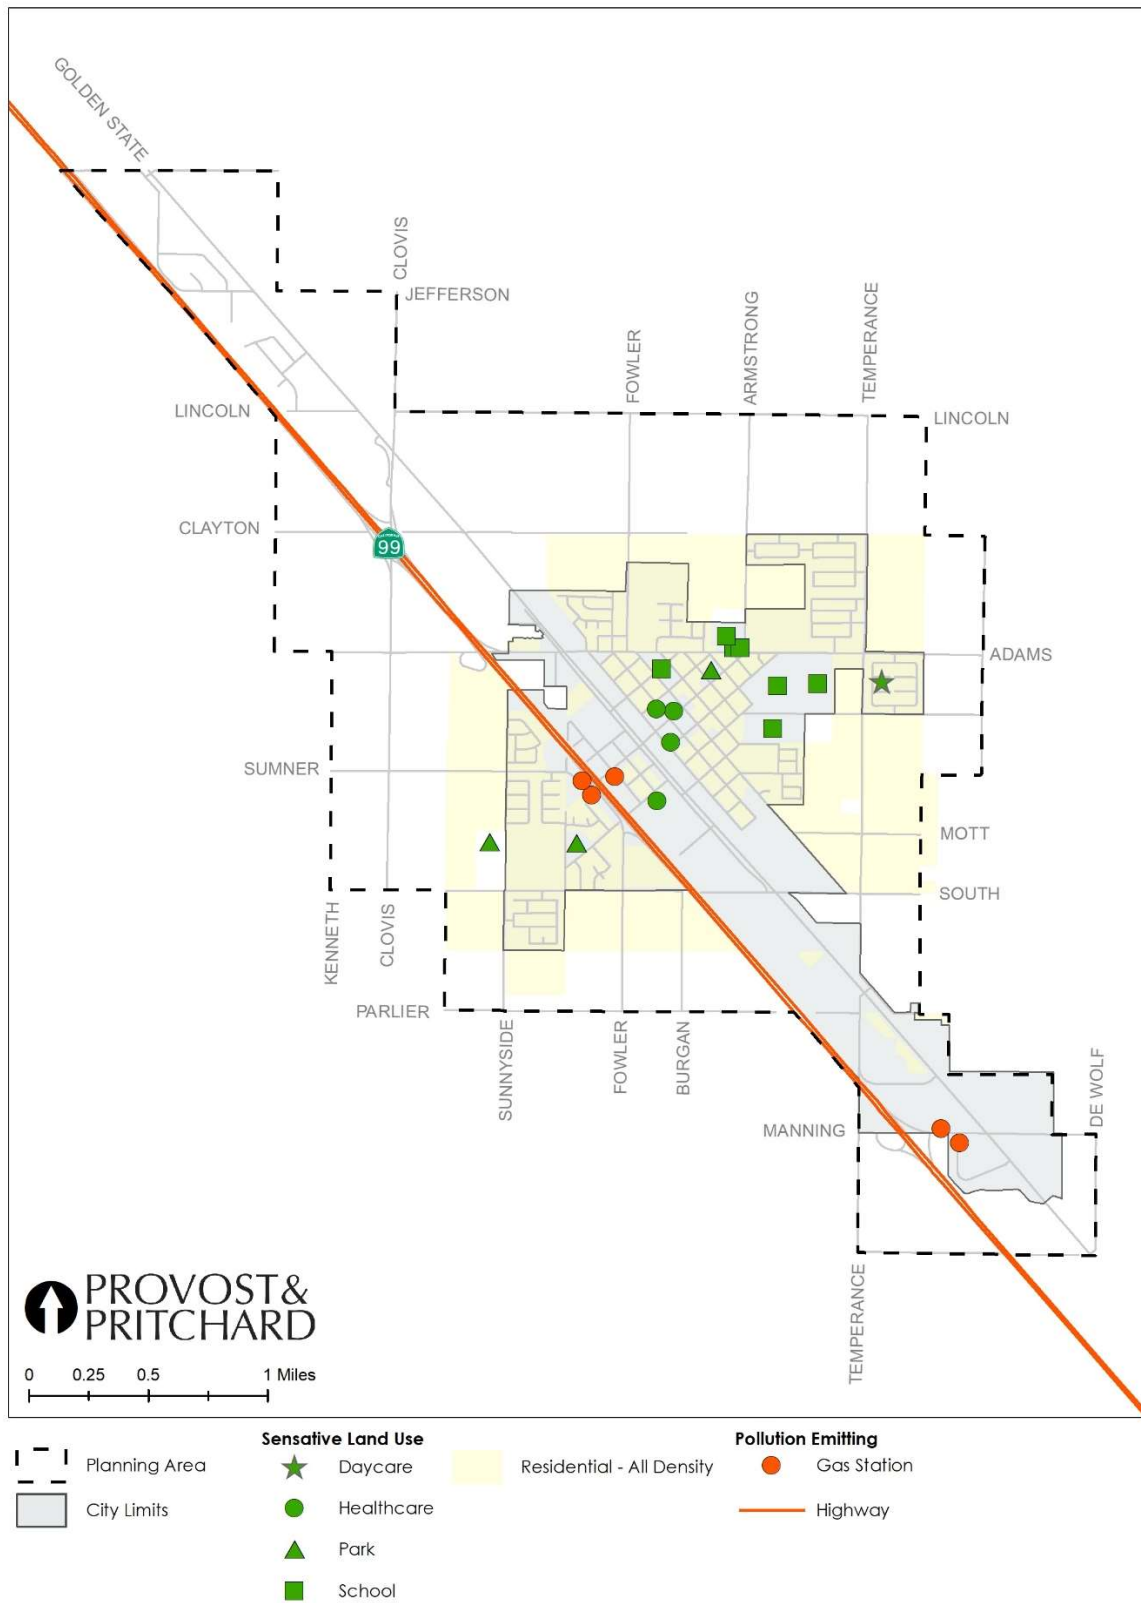 GOLDEN STATE
CLOVIS
JEFFERSON
FOWLER
ARMSTRONG
TEMPERANCE
LINCOLN
LINCOLN
CLAYTON
99
ADAMS
SUMNER
MOTT
SOUTH
KENNETH
CLOVIS
PARLIER
SUNNYSIDE
FOWLER
BURGAN
MANNING
DE WOLF
TEMPERANCE
PROVOST&
PRITCHARD
0 0.25 0.5 1 Miles
Planning Area
City Limits
Sensative Land Use
Daycare
Healthcare
Park
School
Residential - All Density
Pollution Emitting
Gas Station
Highway